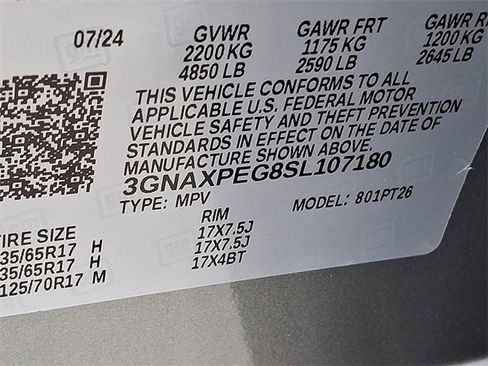 07/24 GVWR GAWR FRT GAWR R
2200 KG 1175 KG 1200 KG
4850 LB 2590 LB 2645 LB
THIS VEHICLE CONFORMS TO ALL
APPLICABLE U.S. FEDERAL MOTOR
VEHICLE SAFETY AND THEFT PREVENTION
STANDARDS IN EFFECT ON THE DATE OF
MANUFACTURE SHOWN ABOVE.
3GNAXPEG8SL107180
TYPE: MPV MODEL: 801PT26
IRE SIZE RIM
35/65R17 H 17X7.5J
35/65R17 H 17X7.5J
125/70R17 M 17X4BT